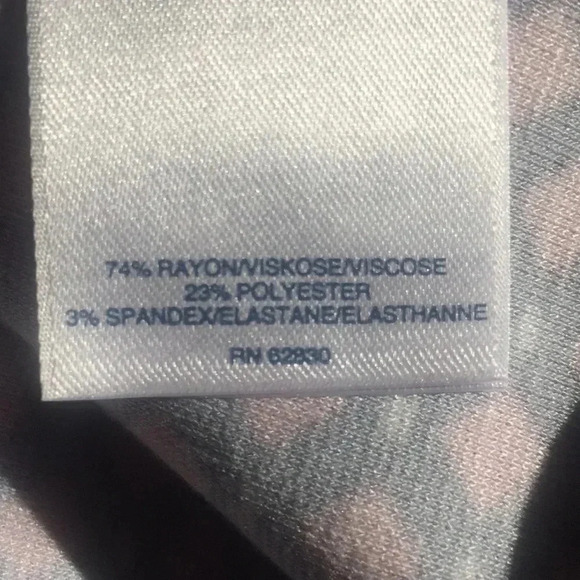 74% RAYON/VISKOSE/VISCOSE
23% POLYESTER
3% SPANDEX/ELASTANE/ELASTHANNE
RN 62830